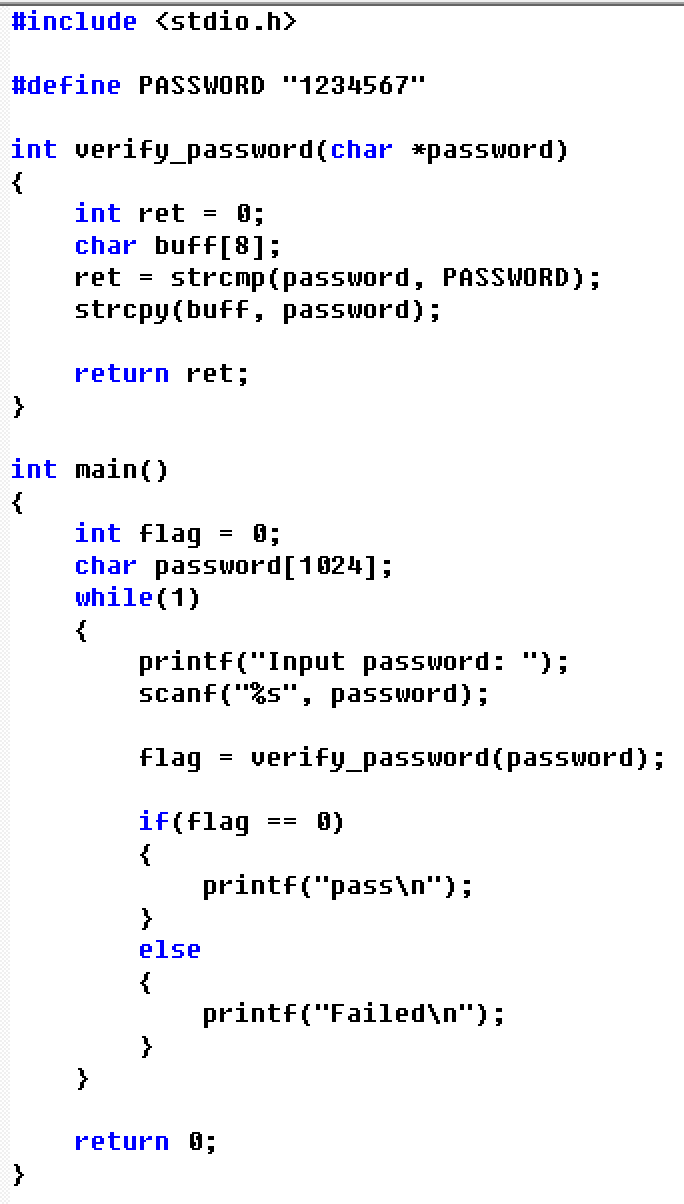 #include <stdio.h>
#define PASSWORD "1234567"
int verify_password(char *password)
{
    int ret = 0;
    char buff[8];
    ret = strcmp(password, PASSWORD);
    strcpy(buff, password);
    return ret;
}
int main()
{
    int flag = 0;
    char password[1024];
    while(1)
    {
        printf("Input password: ");
        scanf("%s", password);
        flag = verify_password(password);
        if(flag == 0)
        {
            printf("pass\n");
        }
        else
        {
            printf("Failed\n");
        }
    }
    return 0;
}